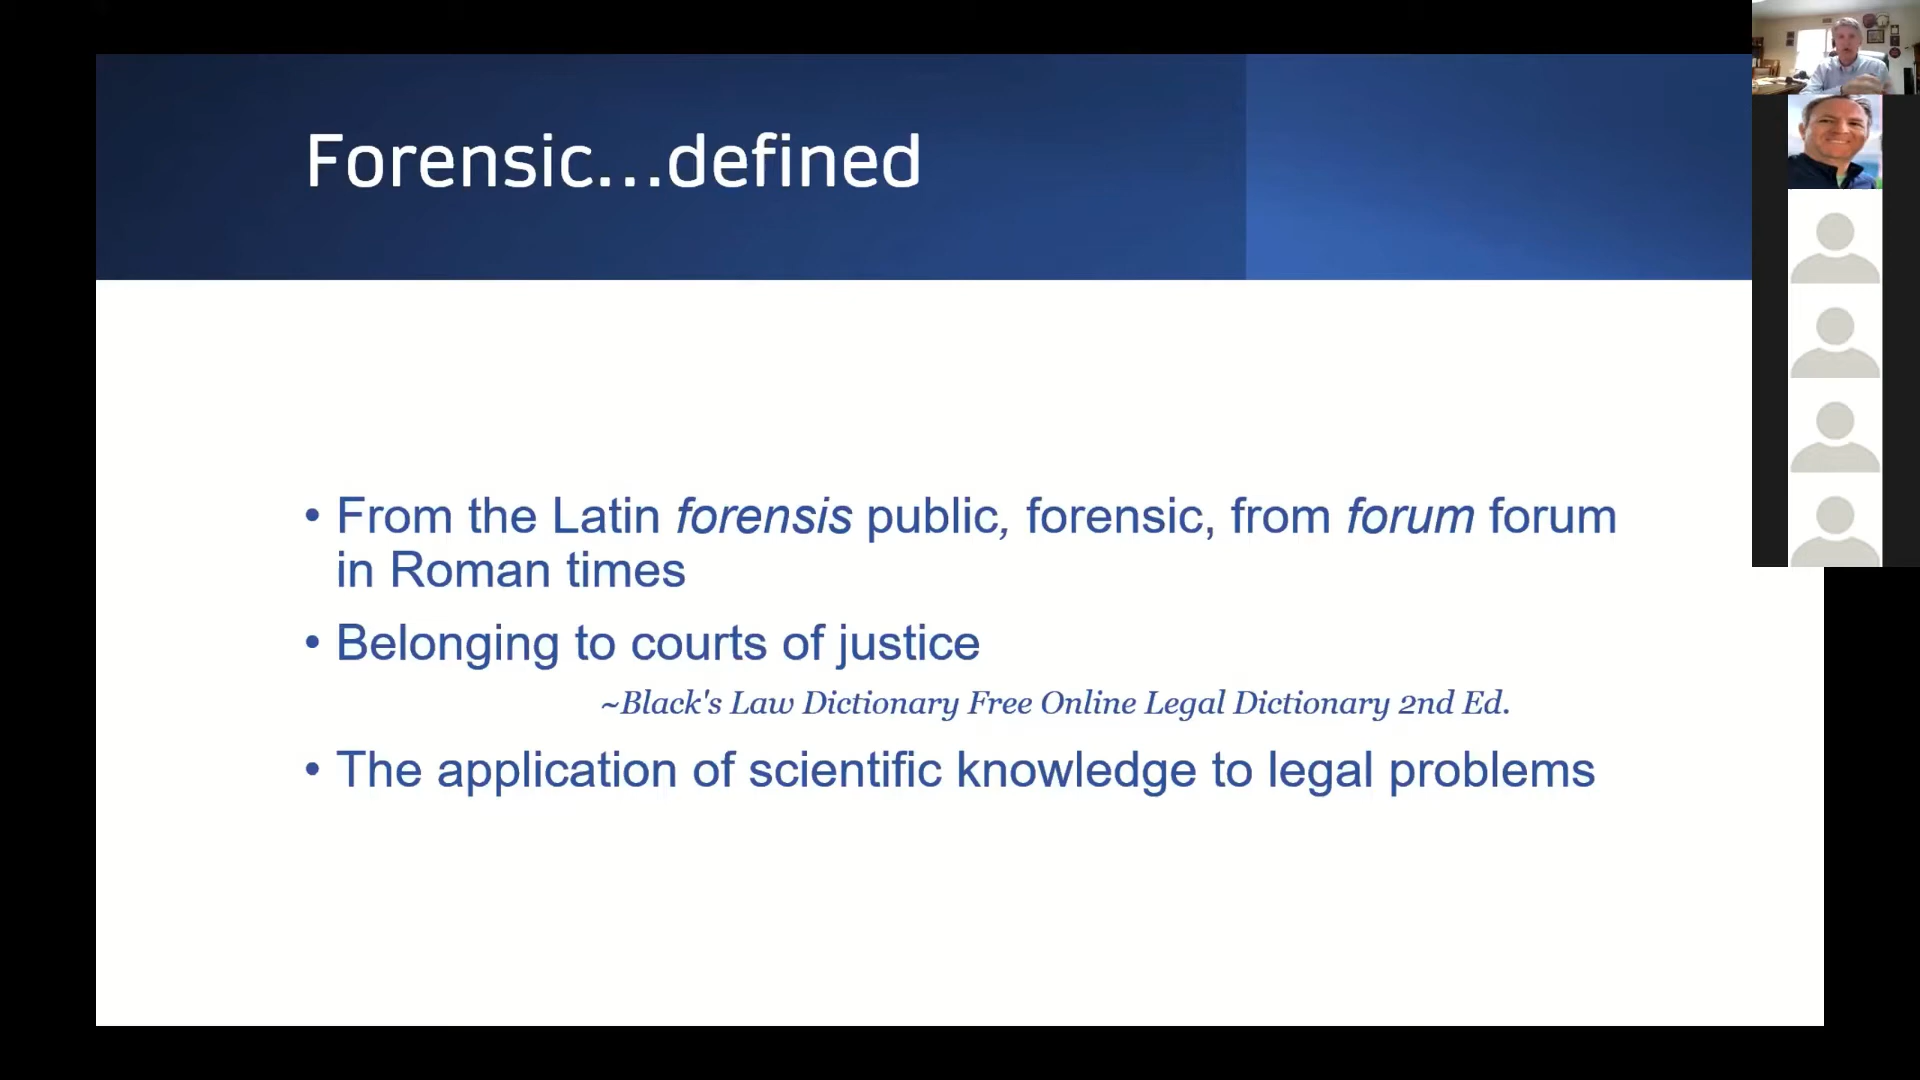 Forensic...defined
• From the Latin forensis public, forensic, from forum forum
in Roman times
• Belonging to courts of justice
~Black's Law Dictionary Free Online Legal Dictionary 2nd Ed.
• The application of scientific knowledge to legal problems